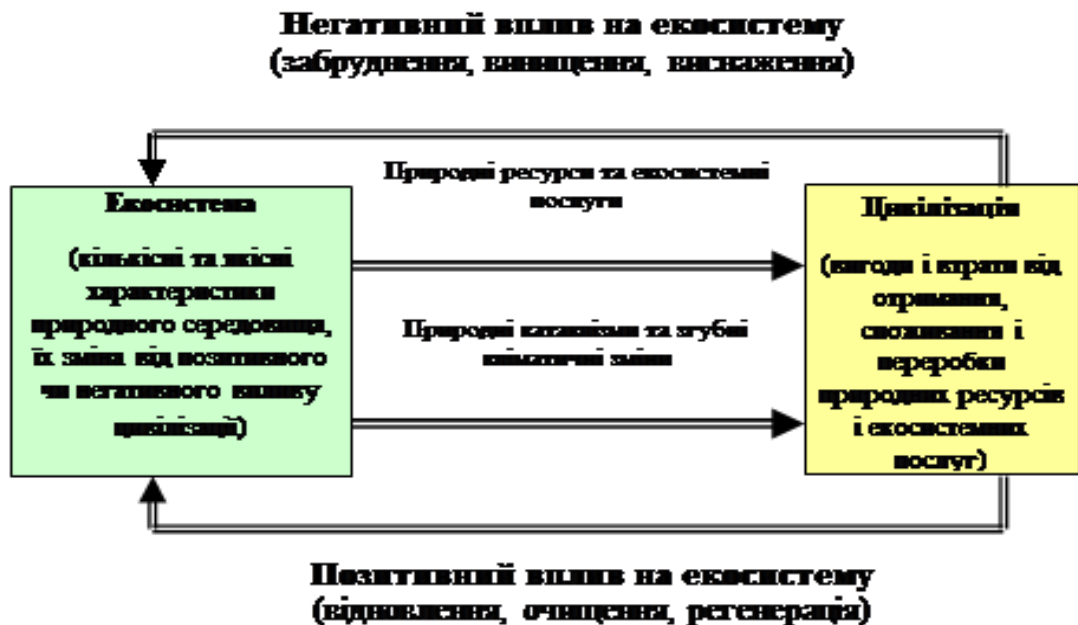 Негативний вплив на екосистему
(забруднення, винищення, виснаження)
Природні ресурси та екосистемні
послуги
Екосистема
(кількісні та якісні
характеристики
природного середовища,
їх зміна від позитивного
чи негативного впливу
цивілізації)
Природні катаклізми та згубні
кліматичні зміни
Цивілізація
(вигоди і втрати від
отримання,
споживання і
переробки
природних ресурсів
і екосистемних
послуг)
Позитивний вплив на екосистему
(відновлення, очищення, регенерація)